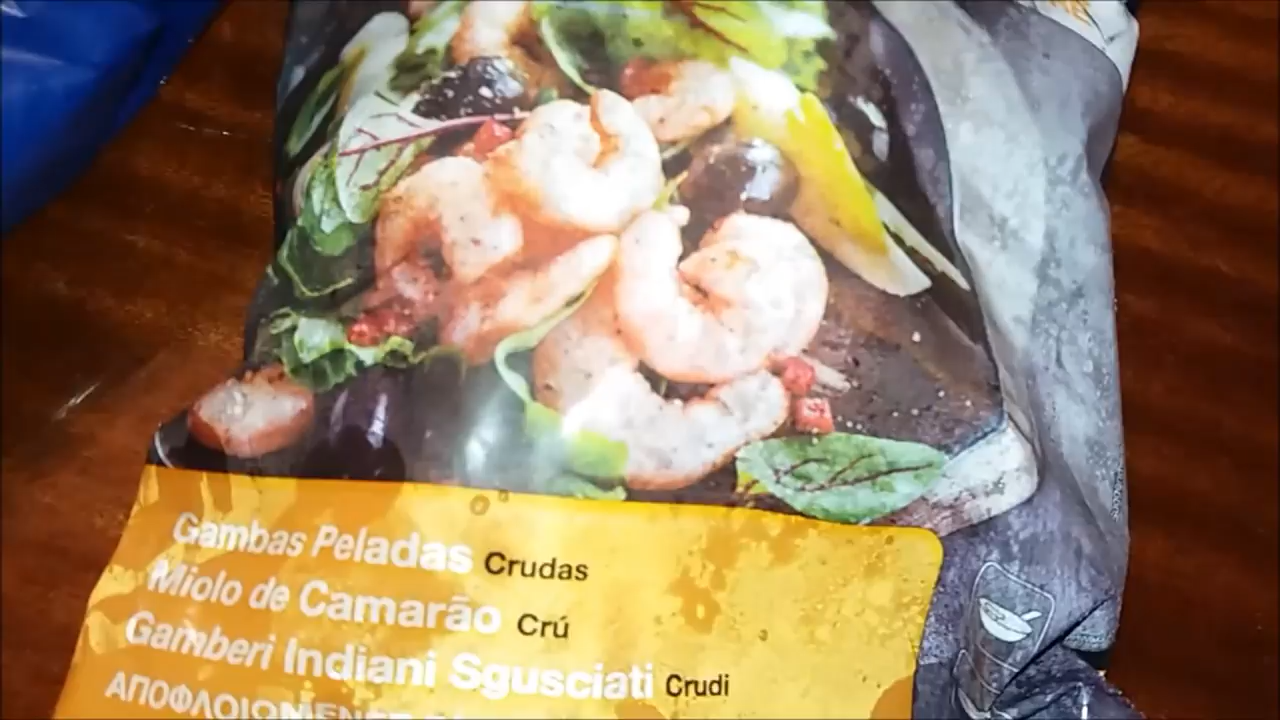 Gambas Peladas Crudas
Miolo de Camarão Crú
Gamberi Indiani Sgusciati Crudi